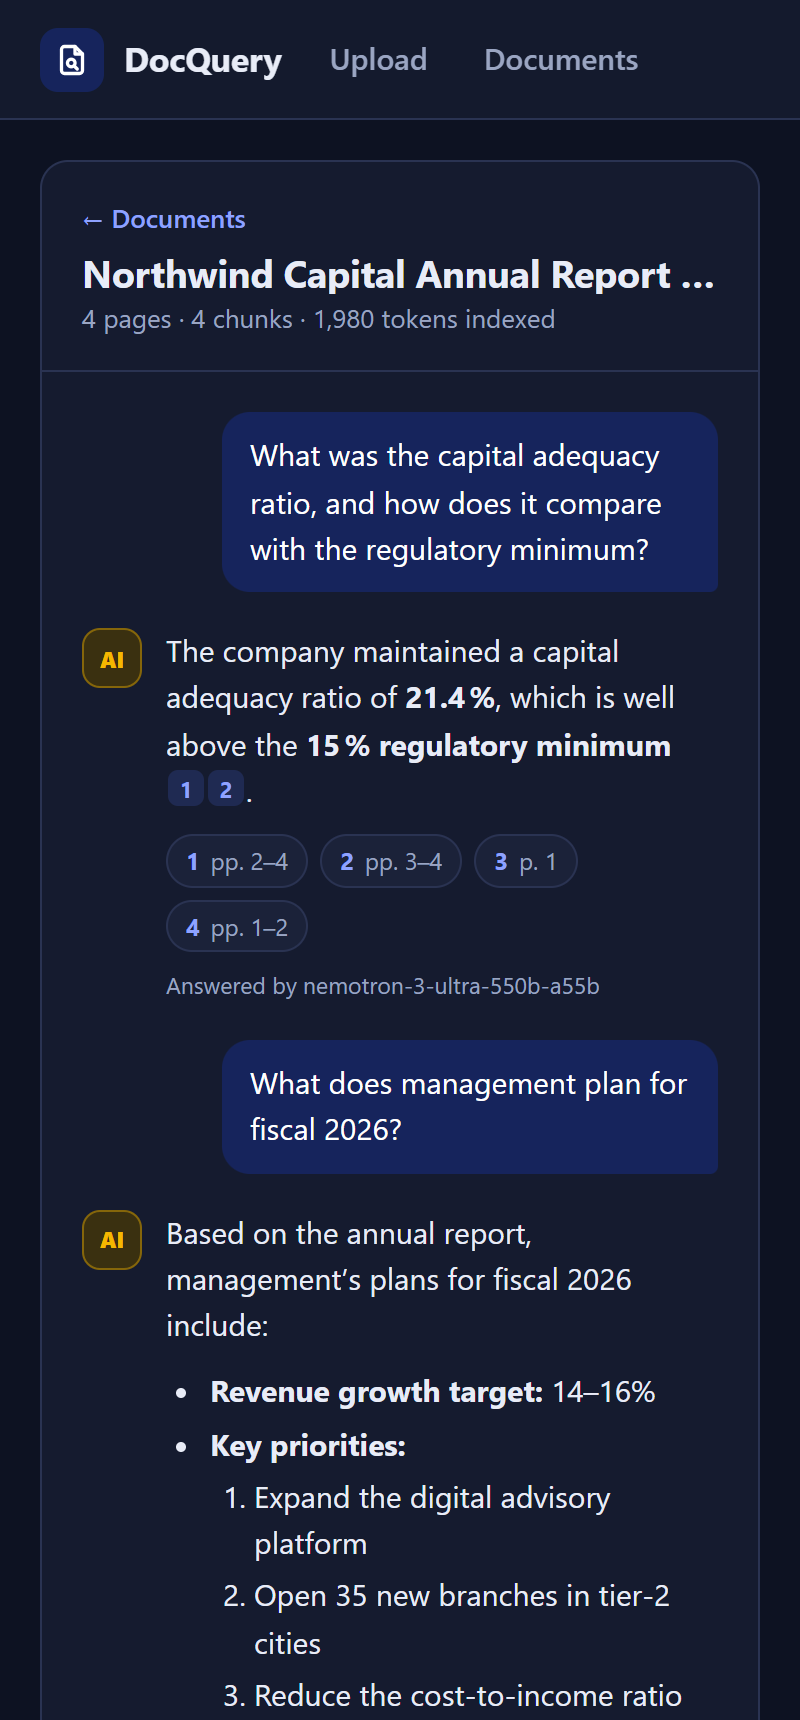 DocQuery Upload Documents
← Documents
Northwind Capital Annual Report ...
4 pages · 4 chunks · 1,980 tokens indexed
What was the capital adequacy
ratio, and how does it compare
with the regulatory minimum?
AI
The company maintained a capital
adequacy ratio of 21.4 %, which is well
above the 15 % regulatory minimum
1 2 .
1 pp. 2–4 2 pp. 3–4 3 p. 1
4 pp. 1–2
Answered by nemotron-3-ultra-550b-a55b
What does management plan for
fiscal 2026?
AI
Based on the annual report,
management’s plans for fiscal 2026
include:
• Revenue growth target: 14–16%
• Key priorities:
1. Expand the digital advisory
platform
2. Open 35 new branches in tier-2
cities
3. Reduce the cost-to-income ratio